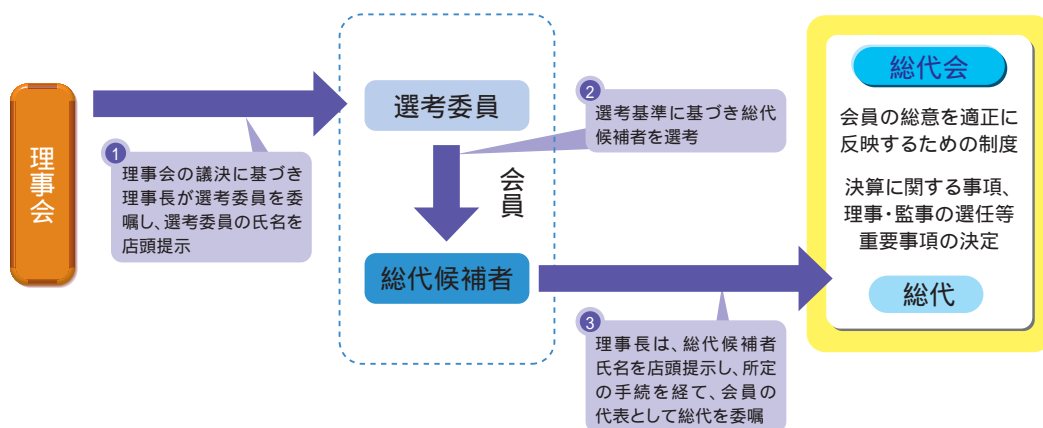 理事会
1
理事会の議決に基づき
理事長が選考委員を委
嘱し、選考委員の氏名を
店頭提示
選考委員
2
選考基準に基づき総代
候補者を選考
会員
総代候補者
3
理事長は、総代候補者
氏名を店頭提示し、所定
の手続を経て、会員の
代表として総代を委嘱
総代会
会員の総意を適正に
反映するための制度
決算に関する事項、
理事・監事の選任等
重要事項の決定
総代